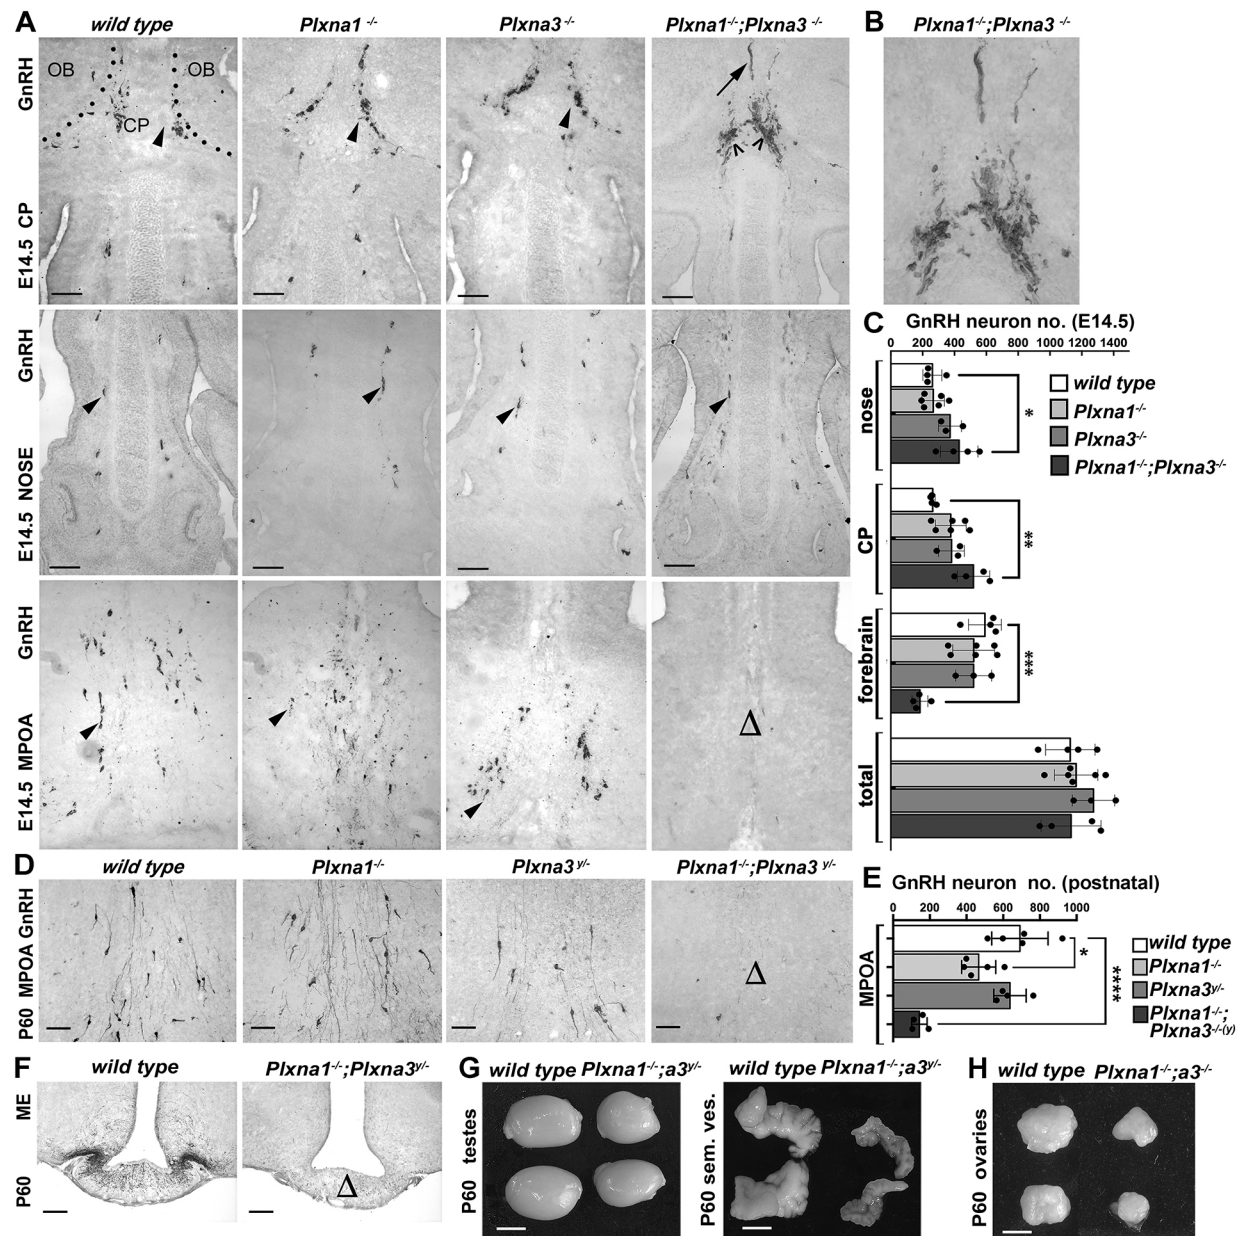 A
wild type
Plxna1 -/-
Plxna3 -/-
Plxna1-/-;Plxna3 -/-
B
Plxna1-/-;Plxna3 -/-
E14.5 CP GnRH
OB
OB
CP
E14.5 NOSE GnRH
E14.5 MPOA GnRH
Δ
C
GnRH neuron no. (E14.5)
0 200 400 600 800 1000 1400
nose
CP
forebrain
total
*
**
***
wild type
Plxna1-/-
Plxna3-/-
Plxna1-/-;Plxna3-/-
D
wild type
Plxna1-/-
Plxna3 y/-
Plxna1-/-;Plxna3 y/-
P60 MPOA GnRH
Δ
E
GnRH neuron no. (postnatal)
0 200 400 600 800 1000
MPOA
*
****
wild type
Plxna1-/-
Plxna3y/-
Plxna1-/-;
Plxna3-/-(y)
F
wild type
Plxna1-/-;Plxna3y/-
P60 ME
Δ
G
wild type Plxna1-/-;a3y/-
P60 testes
wild type Plxna1-/-;a3y/-
P60 sem. ves.
H
wild type Plxna1-/-;a3-/-
P60 ovaries